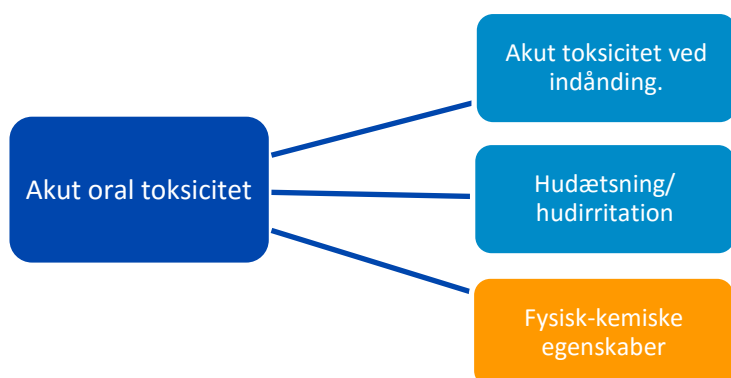 Akut toksicitet ved
indånding.
Akut oral toksicitet
Hudætsning/
hudirritation
Fysisk-kemiske
egenskaber